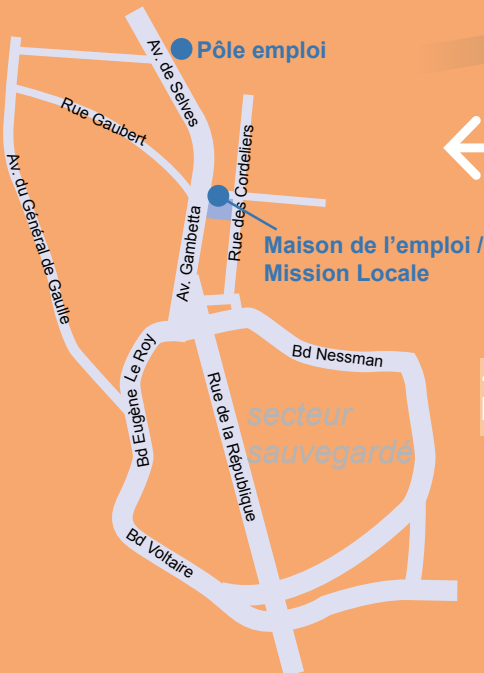 Pôle emploi
Av. de Selves
Rue Gaubert
Rue des Cordeliers
Av. du Général de Gaulle
Av. Gambetta
Maison de l'emploi /
Mission Locale
Bd Eugène Le Roy
Bd Nessman
Rue de la République
secteur
sauvegardé
Bd Voltaire